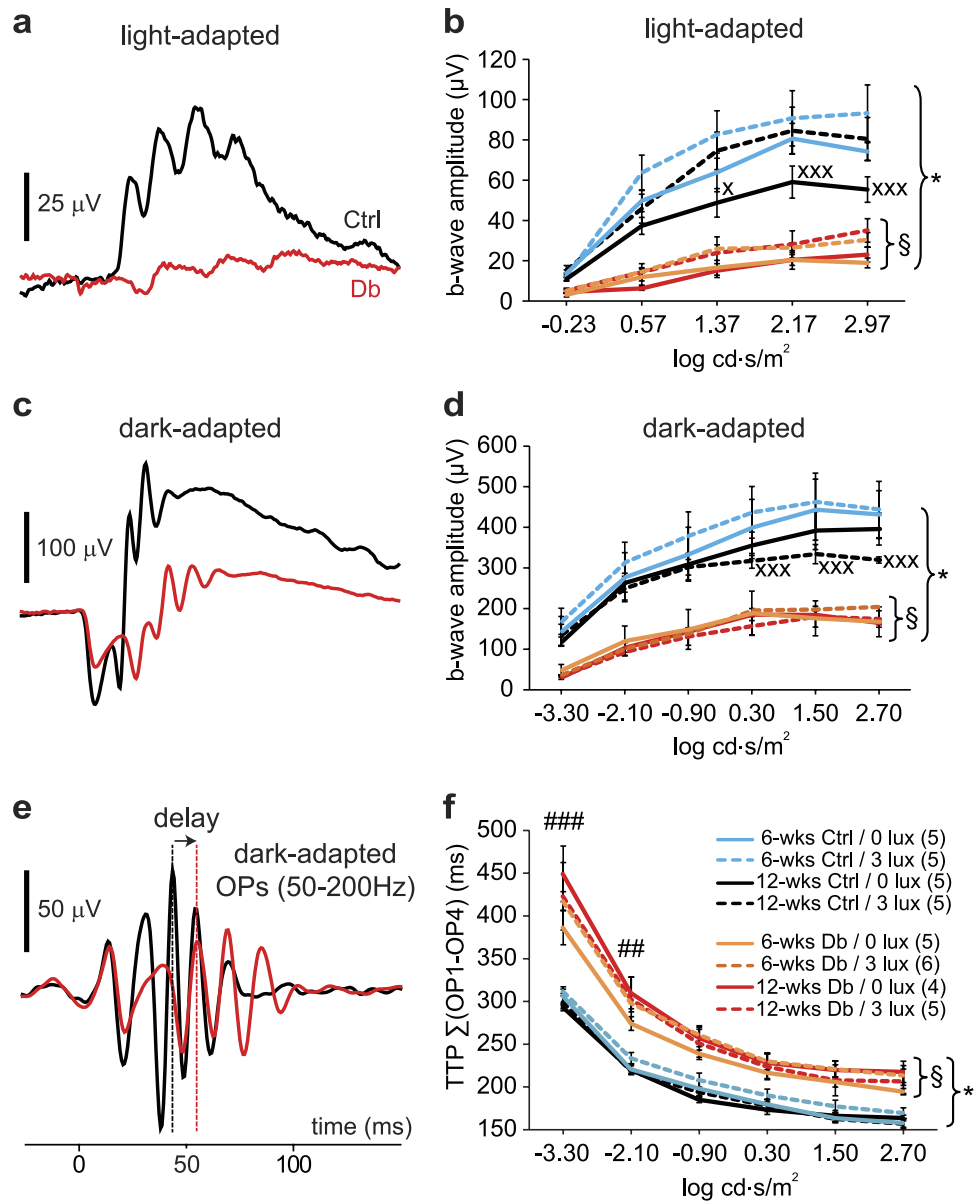 a
light-adapted
25 μV
Ctrl
Db
b
light-adapted
b-wave amplitude (μV)
120
100
80
60
40
20
0
x
xxx
xxx
§
*
-0.23 0.57 1.37 2.17 2.97
log cd·s/m²
c
dark-adapted
100 μV
d
dark-adapted
b-wave amplitude (μV)
600
500
400
300
200
100
0
xxx
xxx
xxx
§
*
-3.30 -2.10 -0.90 0.30 1.50 2.70
log cd·s/m²
e
delay
dark-adapted
OPs (50-200Hz)
50 μV
time (ms)
0 50 100
f
TTP ∑(OP1-OP4) (ms)
500
450
400
350
300
250
200
150
###
##
6-wks Ctrl / 0 lux (5)
6-wks Ctrl / 3 lux (5)
12-wks Ctrl / 0 lux (5)
12-wks Ctrl / 3 lux (5)
6-wks Db / 0 lux (5)
6-wks Db / 3 lux (6)
12-wks Db / 0 lux (4)
12-wks Db / 3 lux (5)
§
*
-3.30 -2.10 -0.90 0.30 1.50 2.70
log cd·s/m²